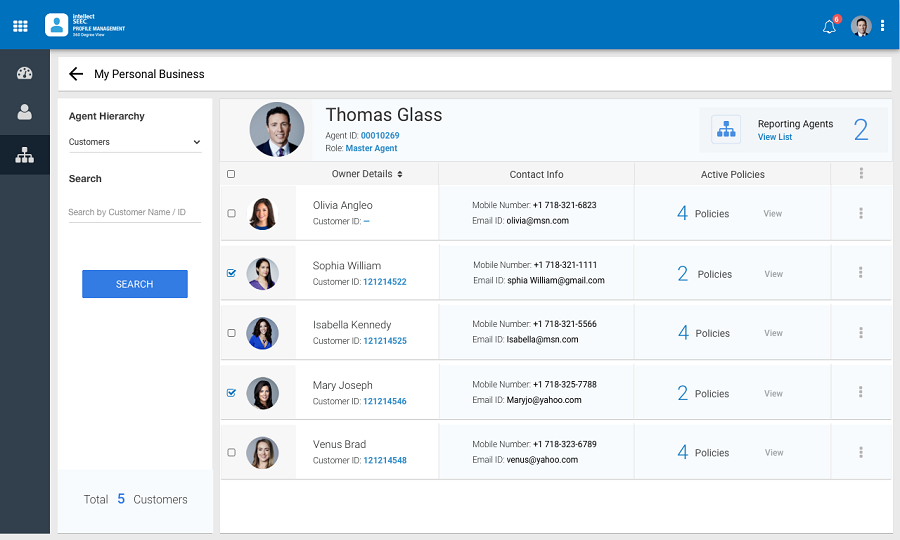 intellect
SEEC
PROFILE MANAGEMENT
360 Degree View
6
My Personal Business
Agent Hierarchy
Customers
Search
Search by Customer Name / ID
SEARCH
Total 5 Customers
Thomas Glass
Agent ID: 00010269
Role: Master Agent
Reporting Agents
View List
2
Owner Details
Contact Info
Active Policies
Olivia Angleo
Customer ID: --
Mobile Number: +1 718-321-6823
Email ID: olivia@msn.com
4 Policies View
Sophia William
Customer ID: 121214522
Mobile Number: +1 718-321-1111
Email ID: sphia William@gmail.com
2 Policies View
Isabella Kennedy
Customer ID: 121214525
Mobile Number: +1 718-321-5566
Email ID: Isabella@msn.com
4 Policies View
Mary Joseph
Customer ID: 121214546
Mobile Number: +1 718-325-7788
Email ID: Maryjo@yahoo.com
2 Policies View
Venus Brad
Customer ID: 121214548
Mobile Number: +1 718-323-6789
Email ID: venus@yahoo.com
4 Policies View